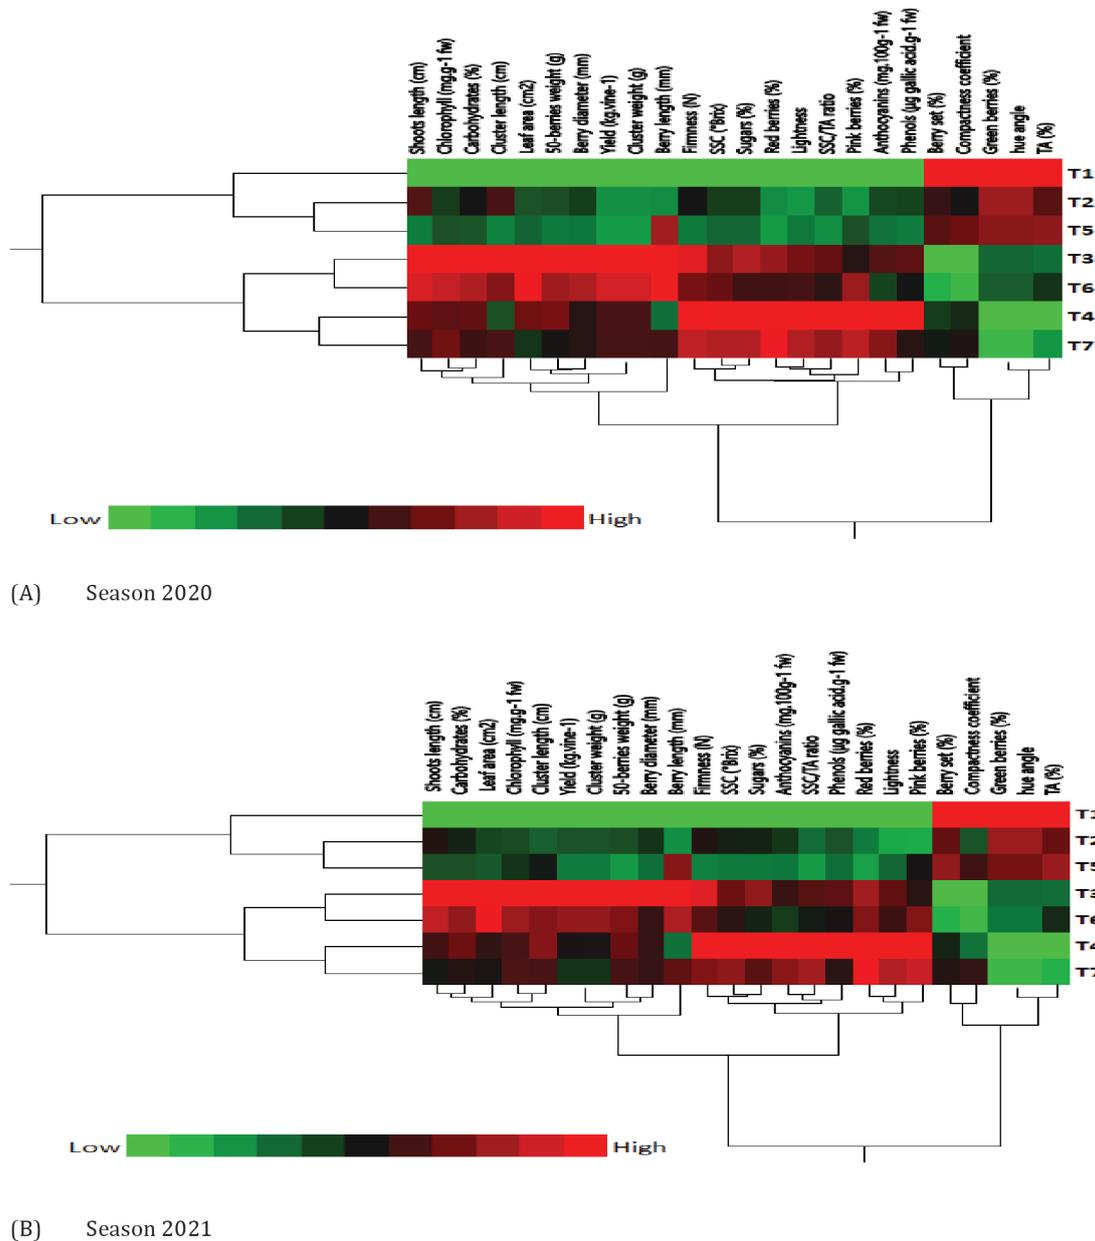 Shoots length (cm)
Chlorophyll (mg.g-1 fw)
Carbohydrates (%)
Cluster length (cm)
Leaf area (cm2)
50-berries weight (g)
Berry diameter (mm)
Yield (kg.vine-1)
Cluster weight (g)
Berry length (mm)
Firmness (N)
SSC (°Brix)
Sugars (%)
Red berries (%)
Lightness
SSC/TA ratio
Pink berries (%)
Anthocyanins (mg.100g-1 fw)
Phenols (µg gallic acid.g-1 fw)
Berry set (%)
Compactness coefficient
Green berries (%)
hue angle
TA (%)
T1
T2
T5
T3
T6
T4
T7
Low High
(A) Season 2020
Shoots length (cm)
Carbohydrates (%)
Leaf area (cm2)
Chlorophyll (mg.g-1 fw)
Cluster length (cm)
Yield (kg.vine-1)
Cluster weight (g)
50-berries weight (g)
Berry diameter (mm)
Berry length (mm)
Firmness (N)
SSC (°Brix)
Sugars (%)
Anthocyanins (mg.100g-1 fw)
SSC/TA ratio
Phenols (µg gallic acid.g-1 fw)
Red berries (%)
Lightness
Pink berries (%)
Berry set (%)
Compactness coefficient
Green berries (%)
hue angle
TA (%)
T1
T2
T5
T3
T6
T4
T7
Low High
(B) Season 2021